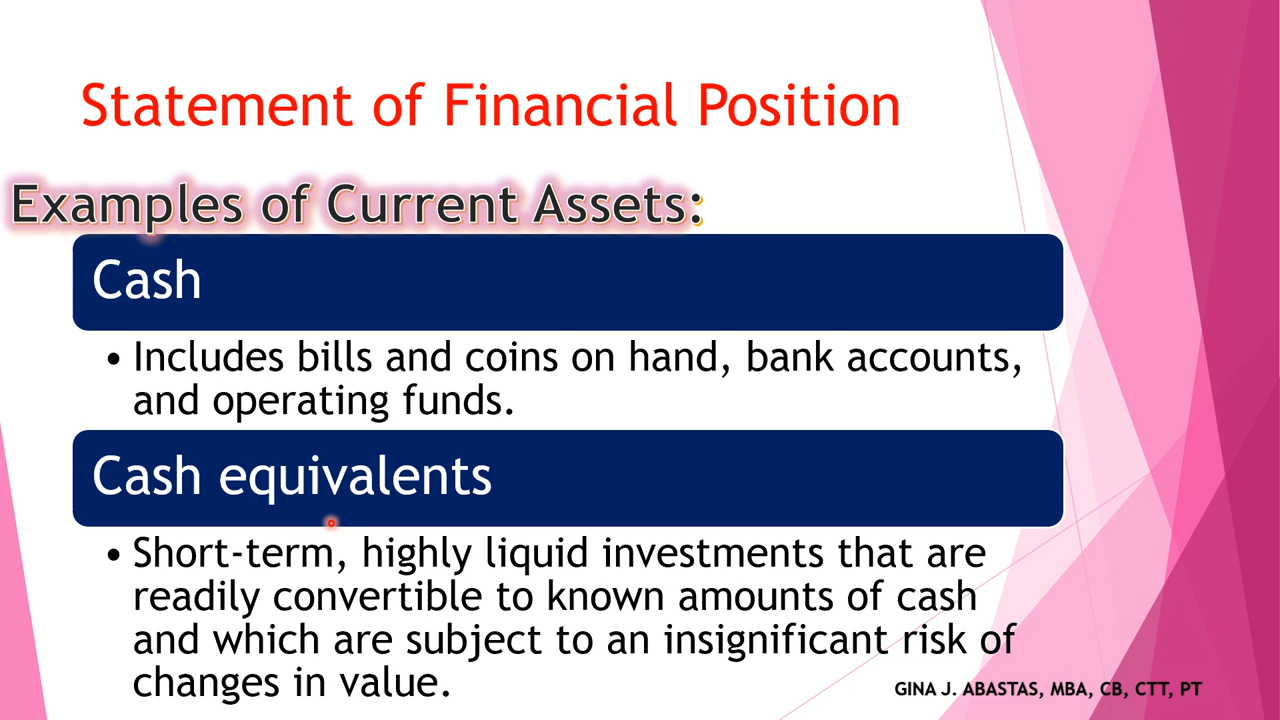 Statement of Financial Position
Examples of Current Assets:
Cash
• Includes bills and coins on hand, bank accounts,
and operating funds.
Cash equivalents
• Short-term, highly liquid investments that are
readily convertible to known amounts of cash
and which are subject to an insignificant risk of
changes in value.
GINA J. ABASTAS, MBA, CB, CTT, PT